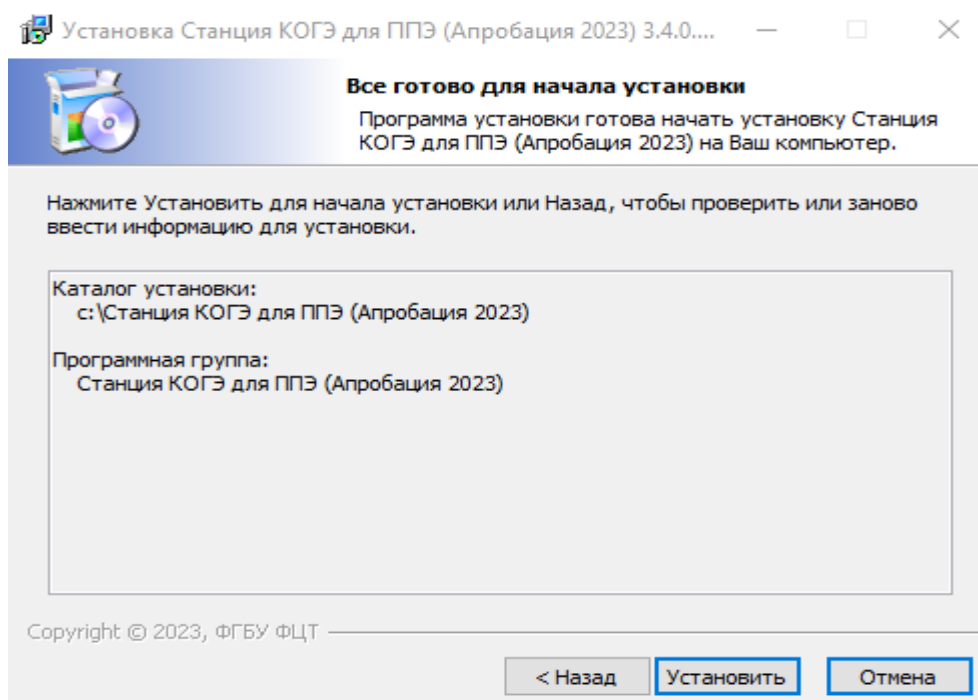 Установка Станция КОГЭ для ППЭ (Апробация 2023) 3.4.0....
Все готово для начала установки
Программа установки готова начать установку Станция
КОГЭ для ППЭ (Апробация 2023) на Ваш компьютер.
Нажмите Установить для начала установки или Назад, чтобы проверить или заново
ввести информацию для установки.
Каталог установки:
c:\Станция КОГЭ для ППЭ (Апробация 2023)
Программная группа:
Станция КОГЭ для ППЭ (Апробация 2023)
Copyright © 2023, ФГБУ ФЦТ
< Назад Установить Отмена